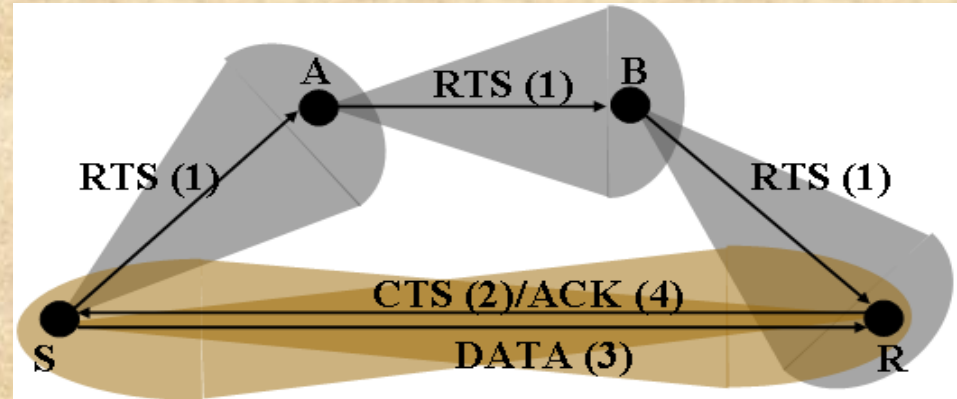 A
B
RTS (1)
RTS (1)
RTS (1)
CTS (2)/ACK (4)
S
DATA (3)
R